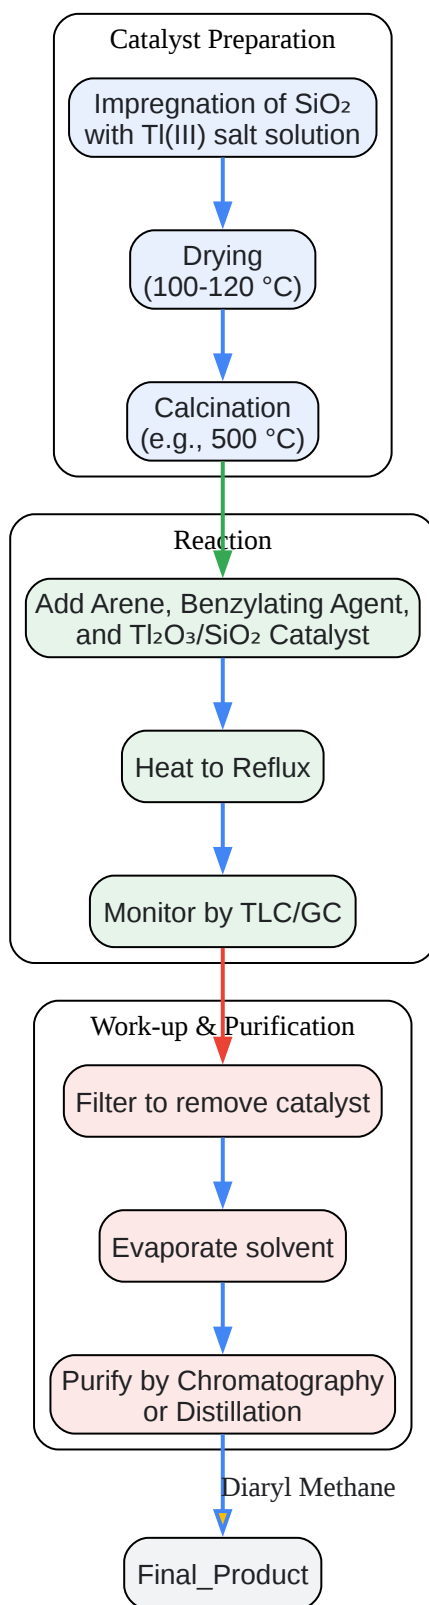 Catalyst Preparation
Impregnation of SiO₂
with Tl(III) salt solution
Drying
(100-120 °C)
Calcination
(e.g., 500 °C)
Reaction
Add Arene, Benzylating Agent,
and Tl₂O₃/SiO₂ Catalyst
Heat to Reflux
Monitor by TLC/GC
Work-up & Purification
Filter to remove catalyst
Evaporate solvent
Purify by Chromatography
or Distillation
Diaryl Methane
Final_Product